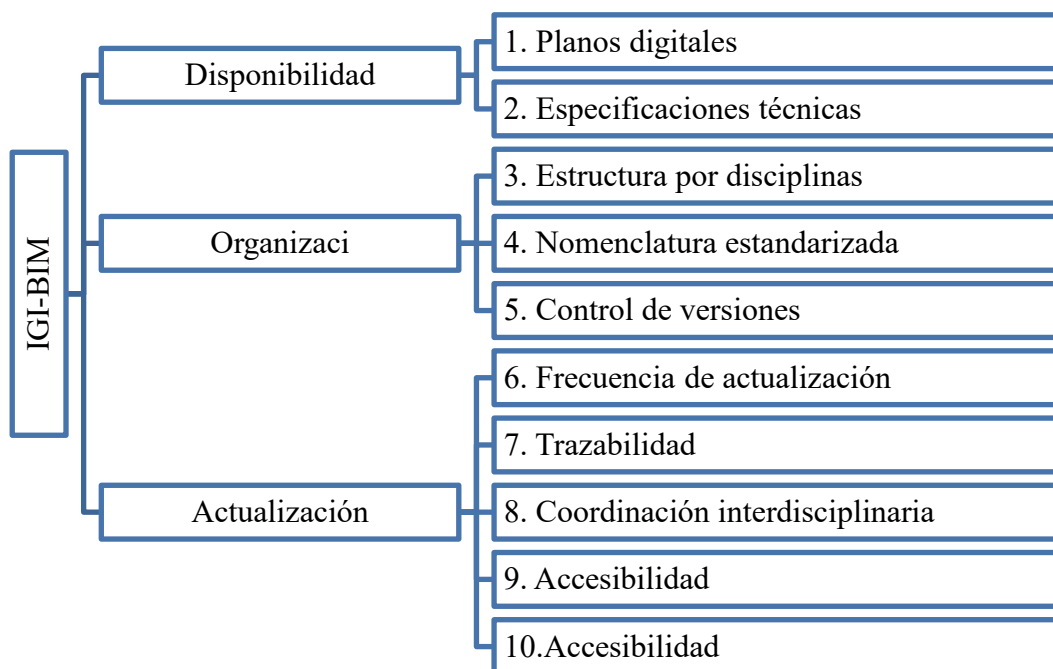 IGI-BIM
Disponibilidad
1. Planos digitales
2. Especificaciones técnicas
Organizaci
3. Estructura por disciplinas
4. Nomenclatura estandarizada
5. Control de versiones
Actualización
6. Frecuencia de actualización
7. Trazabilidad
8. Coordinación interdisciplinaria
9. Accesibilidad
10.Accesibilidad